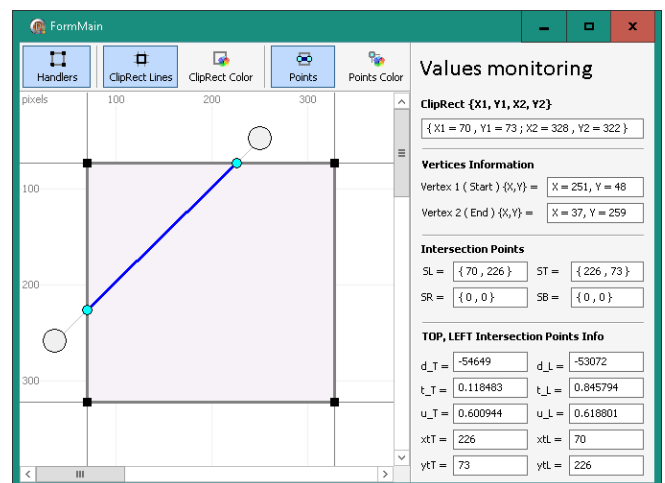 FormMain
Handlers ClipRect Lines ClipRect Color Points Points Color
pixels 100 200 300
100
200
300
Values monitoring
ClipRect {X1, Y1, X2, Y2}
{ X1 = 70 , Y1 = 73 ; X2 = 328 , Y2 = 322 }
Vertices Information
Vertex 1 ( Start ) {X,Y} = X = 251, Y = 48
Vertex 2 ( End ) {X,Y} = X = 37, Y = 259
Intersection Points
SL = { 70 , 226 } ST = { 226 , 73 }
SR = { 0 , 0 } SB = { 0 , 0 }
TOP, LEFT Intersection Points Info
d_T = -54649 d_L = -53072
t_T = 0.118483 t_L = 0.845794
u_T = 0.600944 u_L = 0.618801
xtT = 226 xtL = 70
ytT = 73 ytL = 226